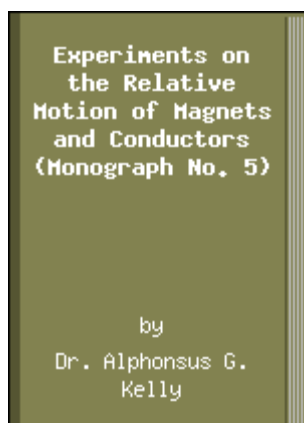 Experiments on
the Relative
Motion of Magnets
and Conductors
(Monograph No. 5)
by
Dr. Alphonsus G.
Kelly